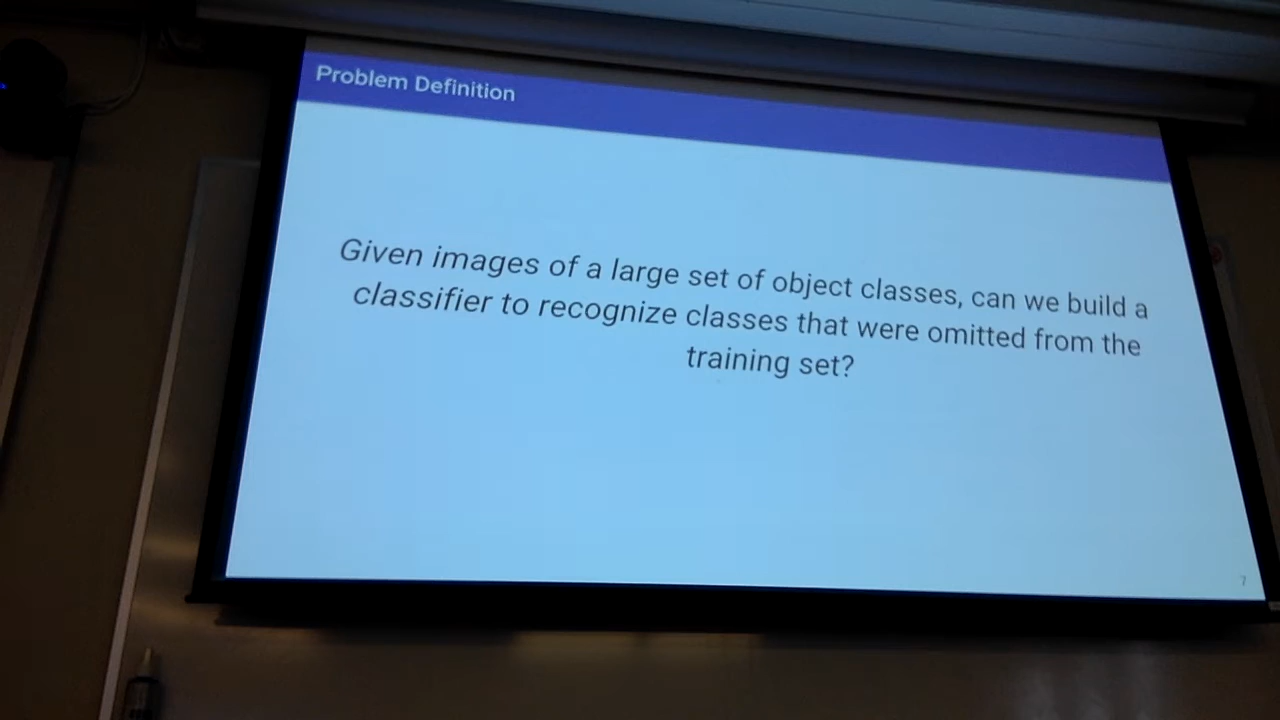 Problem Definition
Given images of a large set of object classes, can we build a
classifier to recognize classes that were omitted from the
training set?
7